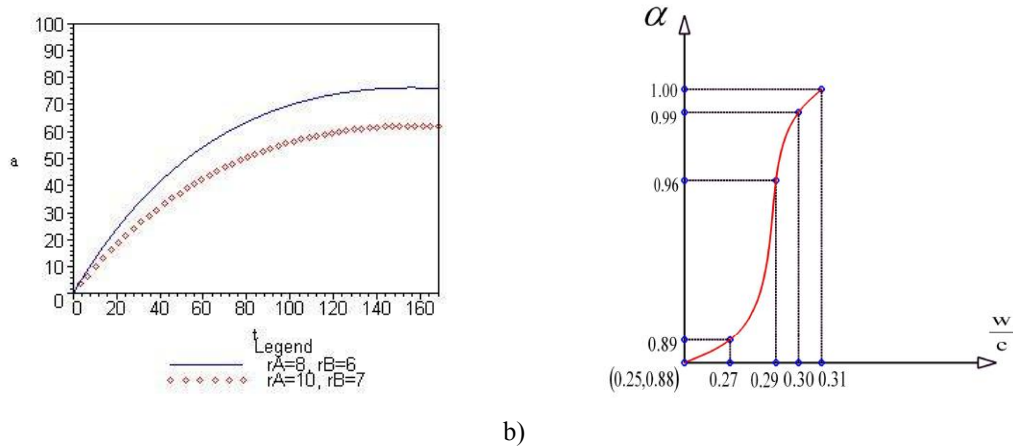 100
90
80
70
60
50
40
30
20
10
0
a
0 20 40 60 80 100 120 140 160
t
Legend
rA=8, rB=6
rA=10, rB=7
α
1.00
0.99
0.96
0.89
(0.25,0.88) 0.27 0.29 0.30 0.31
w/c
b)